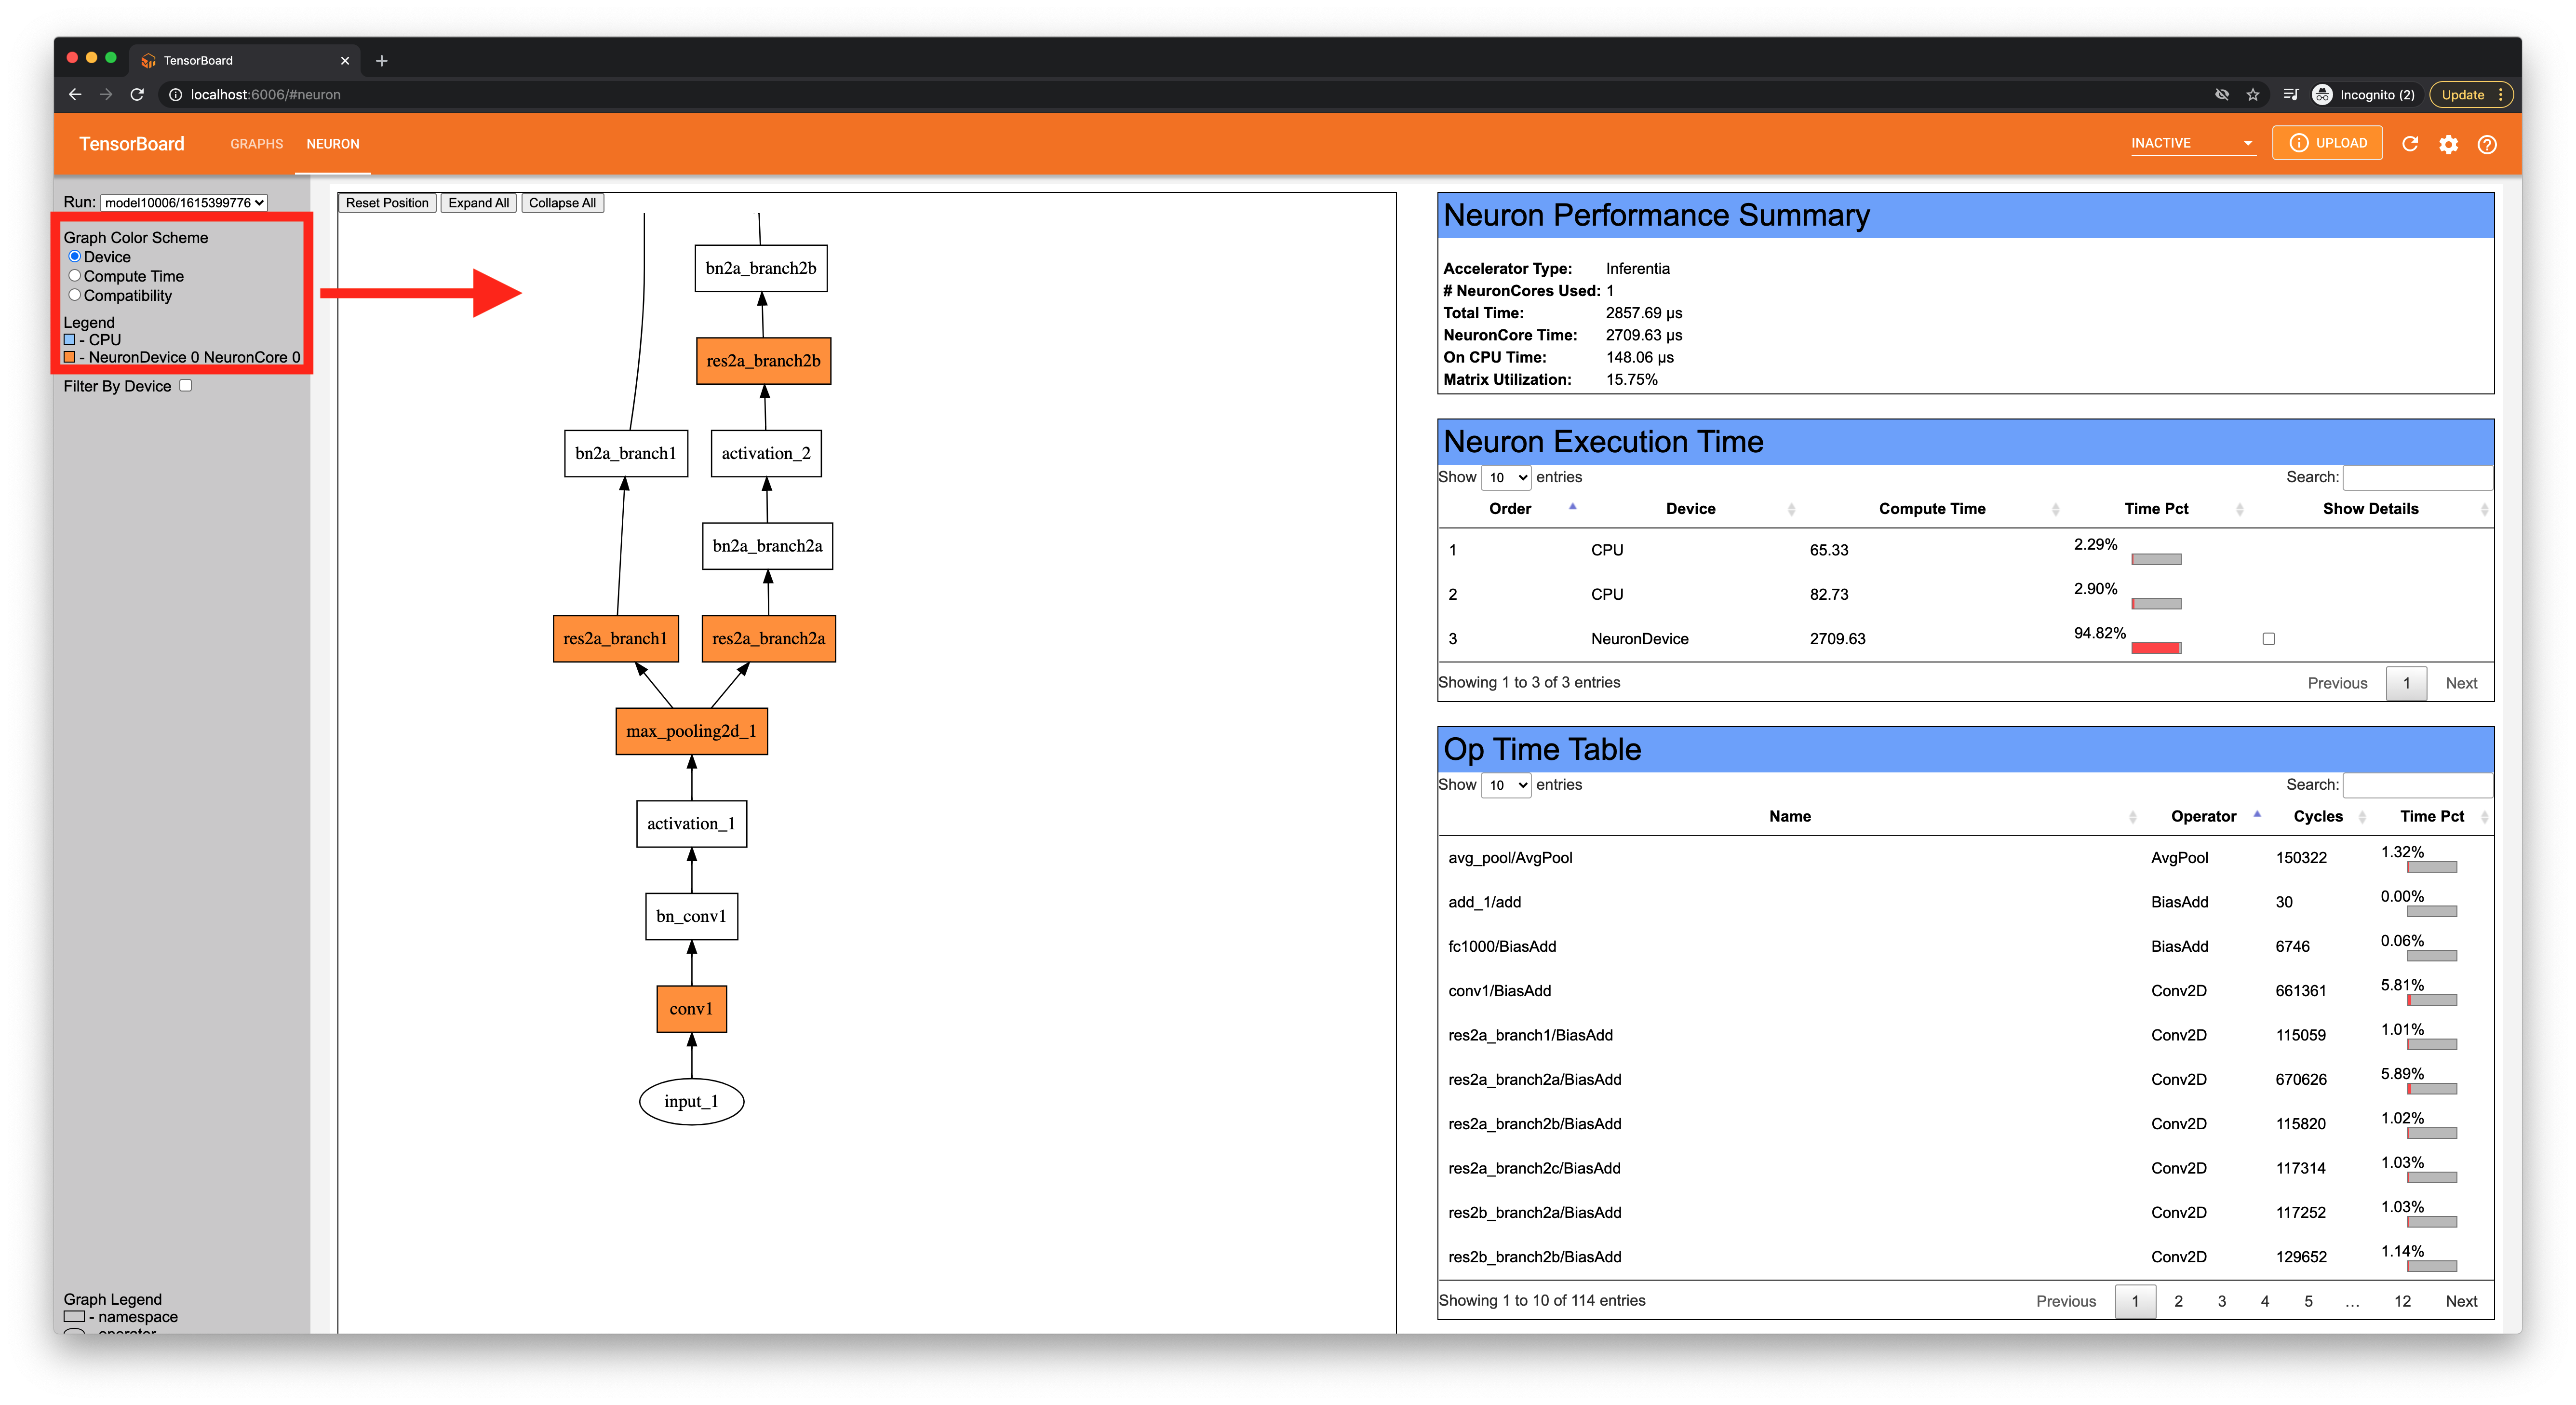 TensorBoard
localhost:6006/#neuron
Incognito (2)
Update
TensorBoard
GRAPHS
NEURON
INACTIVE
UPLOAD
Run: model10006/1615399776
Graph Color Scheme
Device
Compute Time
Compatibility
Legend
- CPU
- NeuronDevice 0 NeuronCore 0
Filter By Device
Graph Legend
- namespace
- operator
Reset Position Expand All Collapse All
bn2a_branch2b
res2a_branch2b
bn2a_branch1 activation_2
bn2a_branch2a
res2a_branch1 res2a_branch2a
max_pooling2d_1
activation_1
bn_conv1
conv1
input_1
Neuron Performance Summary
Accelerator Type: Inferentia
# NeuronCores Used: 1
Total Time: 2857.69 µs
NeuronCore Time: 2709.63 µs
On CPU Time: 148.06 µs
Matrix Utilization: 15.75%
Neuron Execution Time
Show 10 entries Search:
Order Device Compute Time Time Pct Show Details
1 CPU 65.33 2.29%
2 CPU 82.73 2.90%
3 NeuronDevice 2709.63 94.82%
Showing 1 to 3 of 3 entries Previous 1 Next
Op Time Table
Show 10 entries Search:
Name Operator Cycles Time Pct
avg_pool/AvgPool AvgPool 150322 1.32%
add_1/add BiasAdd 30 0.00%
fc1000/BiasAdd BiasAdd 6746 0.06%
conv1/BiasAdd Conv2D 661361 5.81%
res2a_branch1/BiasAdd Conv2D 115059 1.01%
res2a_branch2a/BiasAdd Conv2D 670626 5.89%
res2a_branch2b/BiasAdd Conv2D 115820 1.02%
res2a_branch2c/BiasAdd Conv2D 117314 1.03%
res2b_branch2a/BiasAdd Conv2D 117252 1.03%
res2b_branch2b/BiasAdd Conv2D 129652 1.14%
Showing 1 to 10 of 114 entries Previous 1 2 3 4 5 … 12 Next